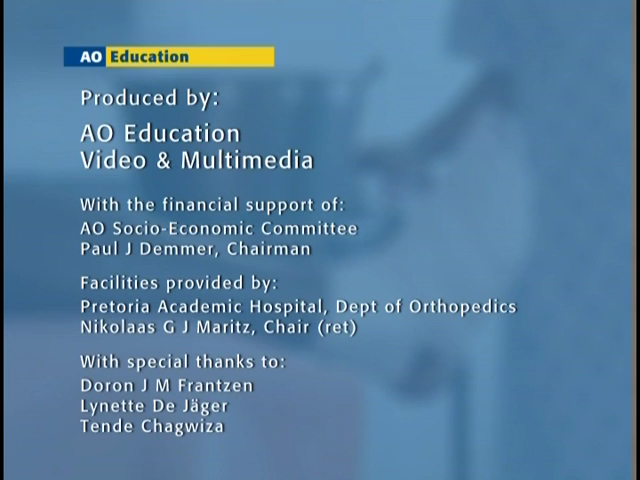 AO Education
Produced by:
AO Education
Video & Multimedia
With the financial support of:
AO Socio-Economic Committee
Paul J Demmer, Chairman
Facilities provided by:
Pretoria Academic Hospital, Dept of Orthopedics
Nikolaas G J Maritz, Chair (ret)
With special thanks to:
Doron J M Frantzen
Lynette De Jäger
Tende Chagwiza